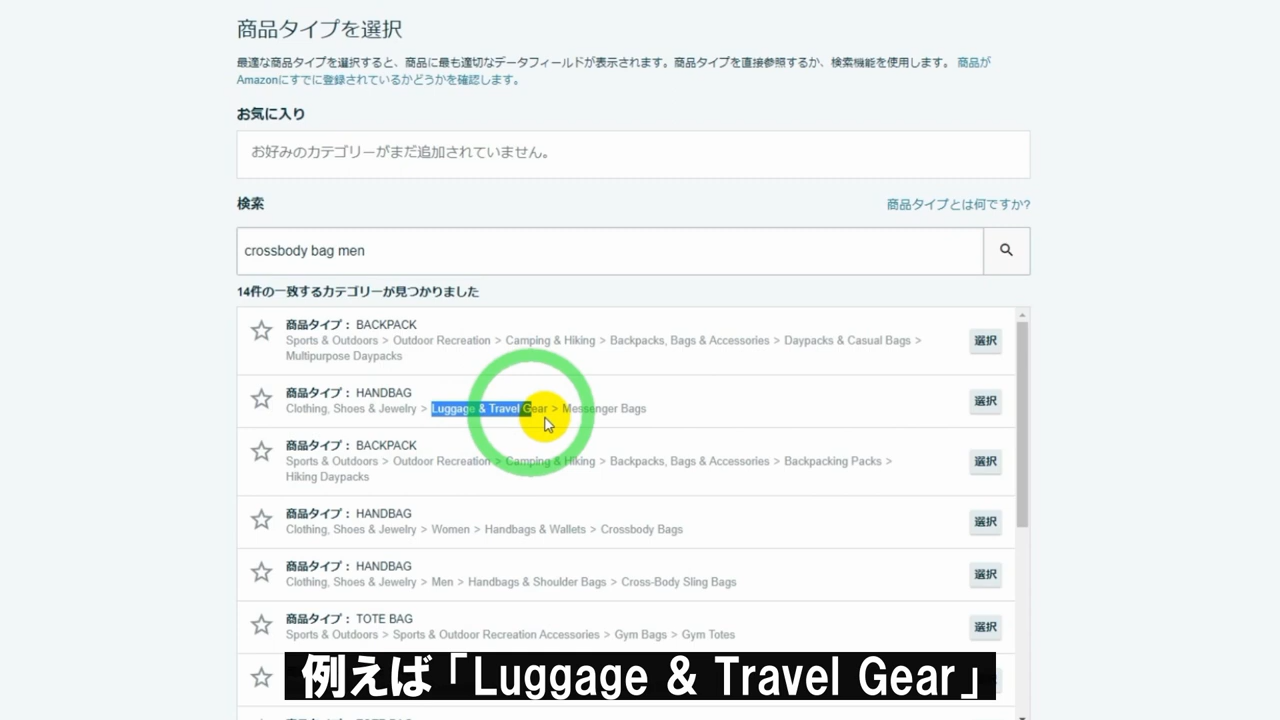 商品タイプを選択
最適な商品タイプを選択すると、商品に最も適切なデータフィールドが表示されます。商品タイプを直接参照するか、検索機能を使用します。 商品が
Amazonにすでに登録されているかどうかを確認します。
お気に入り
お好みのカテゴリーがまだ追加されていません。
検索
商品タイプとは何ですか?
crossbody bag men
14件の一致するカテゴリーが見つかりました
商品タイプ： BACKPACK
Sports & Outdoors > Outdoor Recreation > Camping & Hiking > Backpacks, Bags & Accessories > Daypacks & Casual Bags >
Multipurpose Daypacks
選択
商品タイプ： HANDBAG
Clothing, Shoes & Jewelry > Luggage & Travel Gear > Messenger Bags
選択
商品タイプ： BACKPACK
Sports & Outdoors > Outdoor Recreation > Camping & Hiking > Backpacks, Bags & Accessories > Backpacking Packs >
Hiking Daypacks
選択
商品タイプ： HANDBAG
Clothing, Shoes & Jewelry > Women > Handbags & Wallets > Crossbody Bags
選択
商品タイプ： HANDBAG
Clothing, Shoes & Jewelry > Men > Handbags & Shoulder Bags > Cross-Body Sling Bags
選択
商品タイプ： TOTE BAG
Sports & Outdoors > Sports & Outdoor Recreation Accessories > Gym Bags > Gym Totes
選択
例えば「Luggage & Travel Gear」